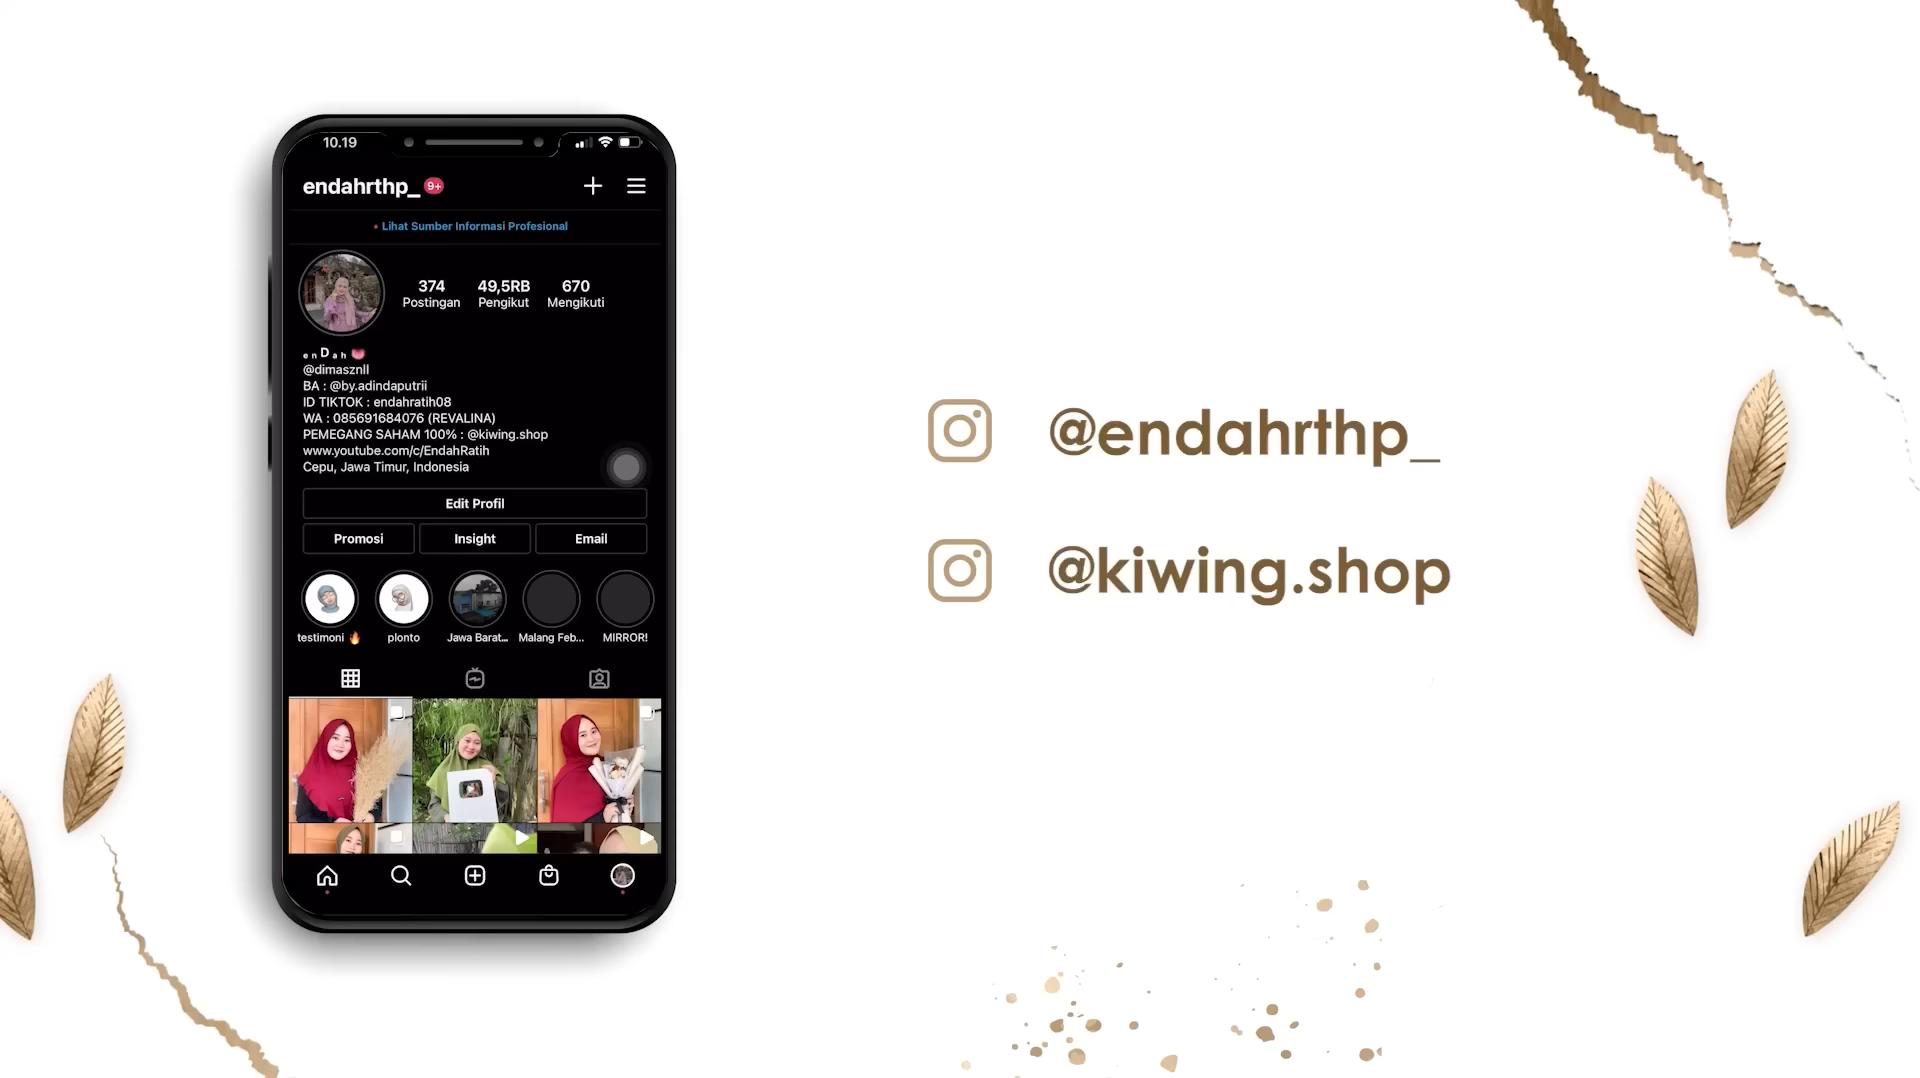 10.19
endahrthp_ 9+
• Lihat Sumber Informasi Profesional
374 49,5RB 670
Postingan Pengikut Mengikuti
ₑₙDₐₕ
@dimasznll
BA : @by.adindaputrii
ID TIKTOK : endahratih08
WA : 085691684076 (REVALINA)
PEMEGANG SAHAM 100% : @kiwing.shop
www.youtube.com/c/EndahRatih
Cepu, Jawa Timur, Indonesia
Edit Profil
Promosi Insight Email
testimoni 🔥 plonto Jawa Barat... Malang Feb... MIRROR!
@endahrthp_
@kiwing.shop